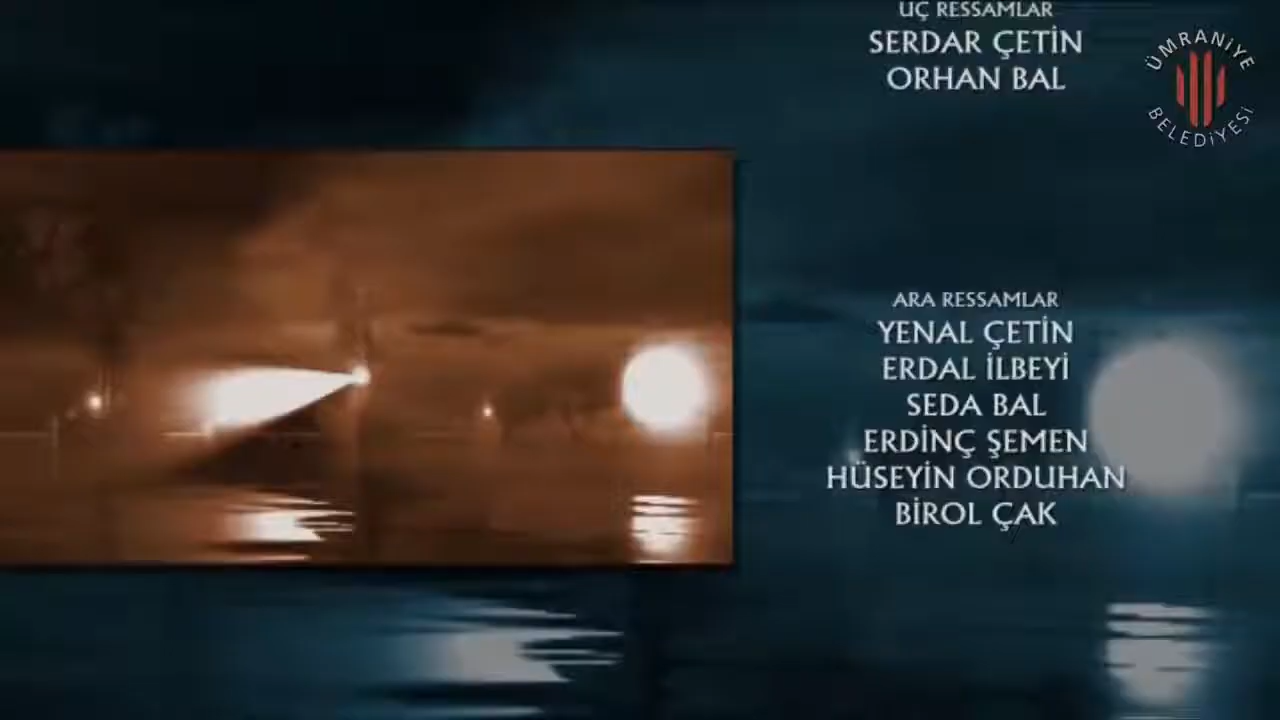 UÇ RESSAMLAR
SERDAR ÇETİN
ORHAN BAL
ÜMRANİYE
BELEDİYESİ
ARA RESSAMLAR
YENAL ÇETİN
ERDAL İLBEYİ
SEDA BAL
ERDİNÇ ŞEMEN
HÜSEYİN ORDUHAN
BİROL ÇAK